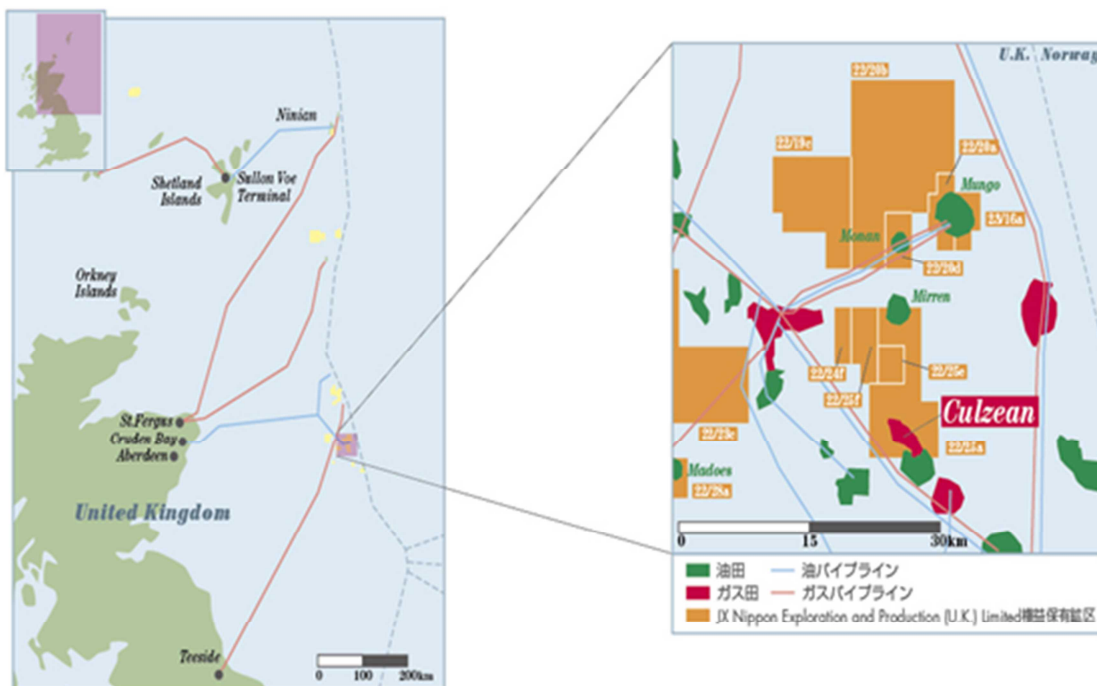 Ninian
Shetland
Islands
Sullon Voe
Terminal
Orkney
Islands
St.Fergus
Cruden Bay
Aberdeen
United Kingdom
Teeside
0 100 200km
U.K. Norway
22/20b
22/19c
22/20a
Mungo
23/16a
Monan
22/20d
Mirren
22/24f
22/25e
22/25f
Culzean
22/23c
22/25a
Madoes
22/28a
0 15 30km
油田 油パイプライン
ガス田 ガスパイプライン
JX Nippon Exploration and Production (U.K.) Limited権益保有鉱区